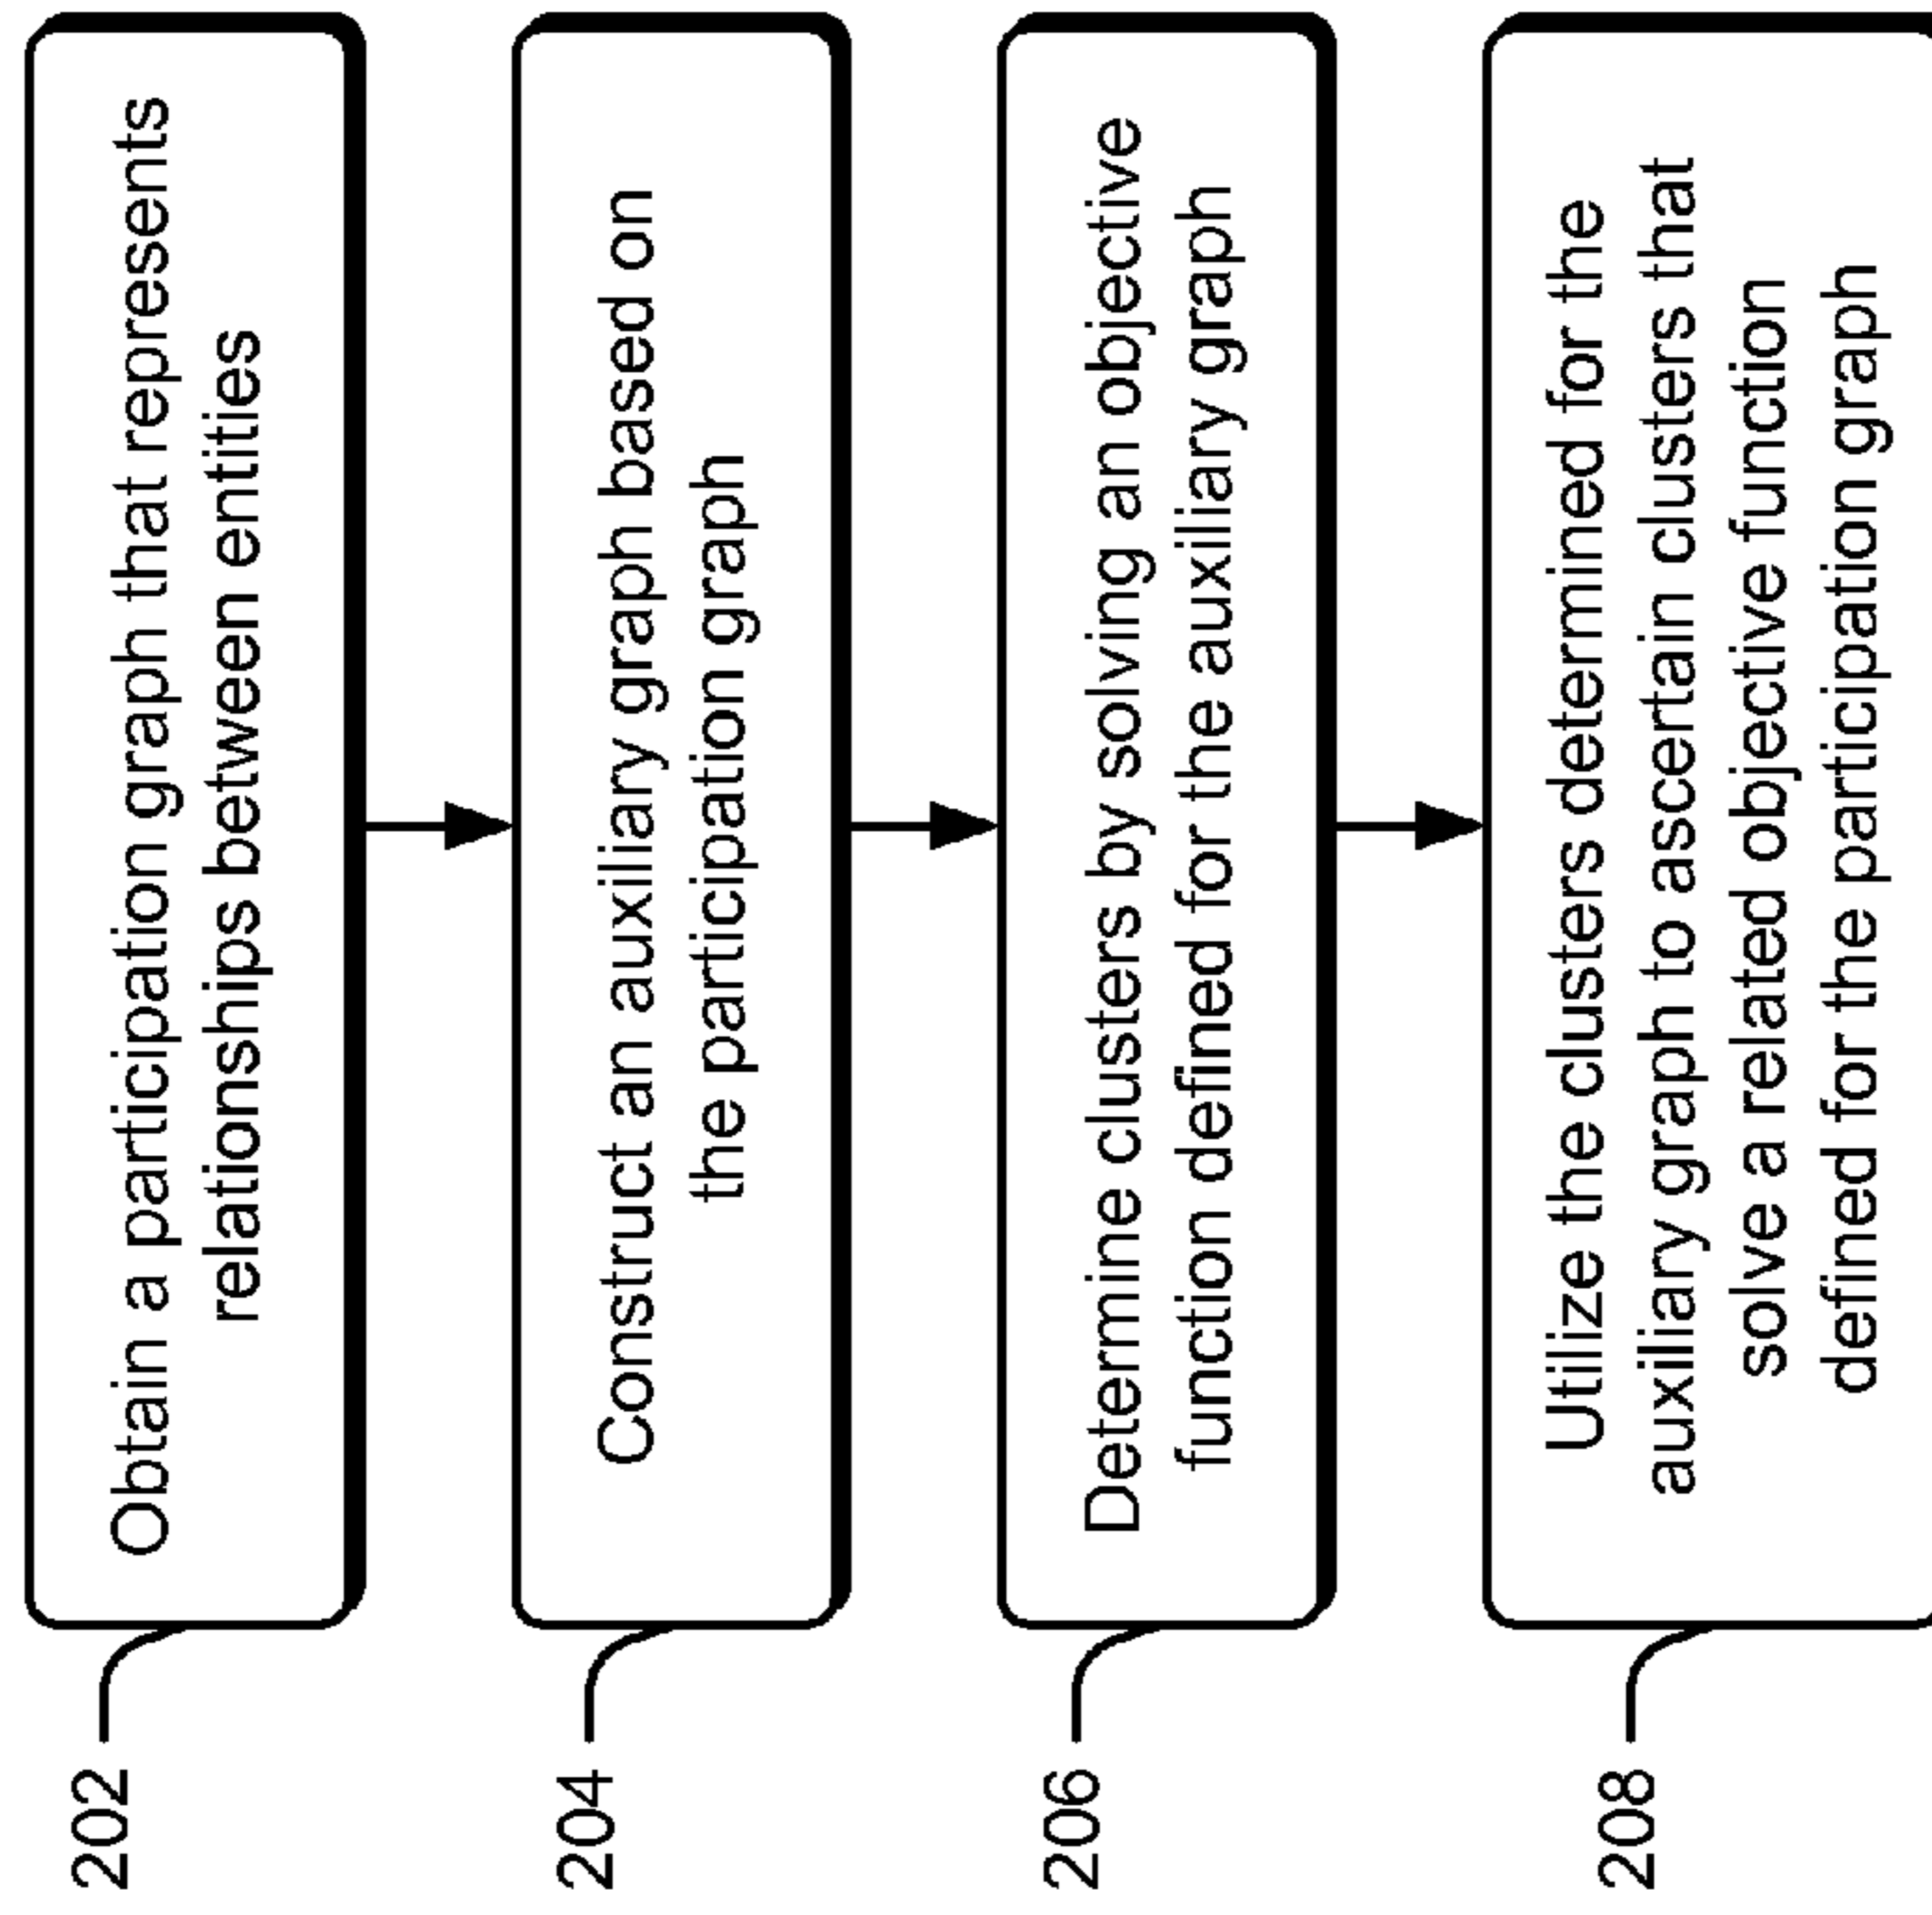 202
Obtain a participation graph that represents
relationships between entities
204
Construct an auxiliary graph based on
the participation graph
206
Determine clusters by solving an objective
function defined for the auxiliary graph
208
Utilize the clusters determined for the
auxiliary graph to ascertain clusters that
solve a related objective function
defined for the participation graph